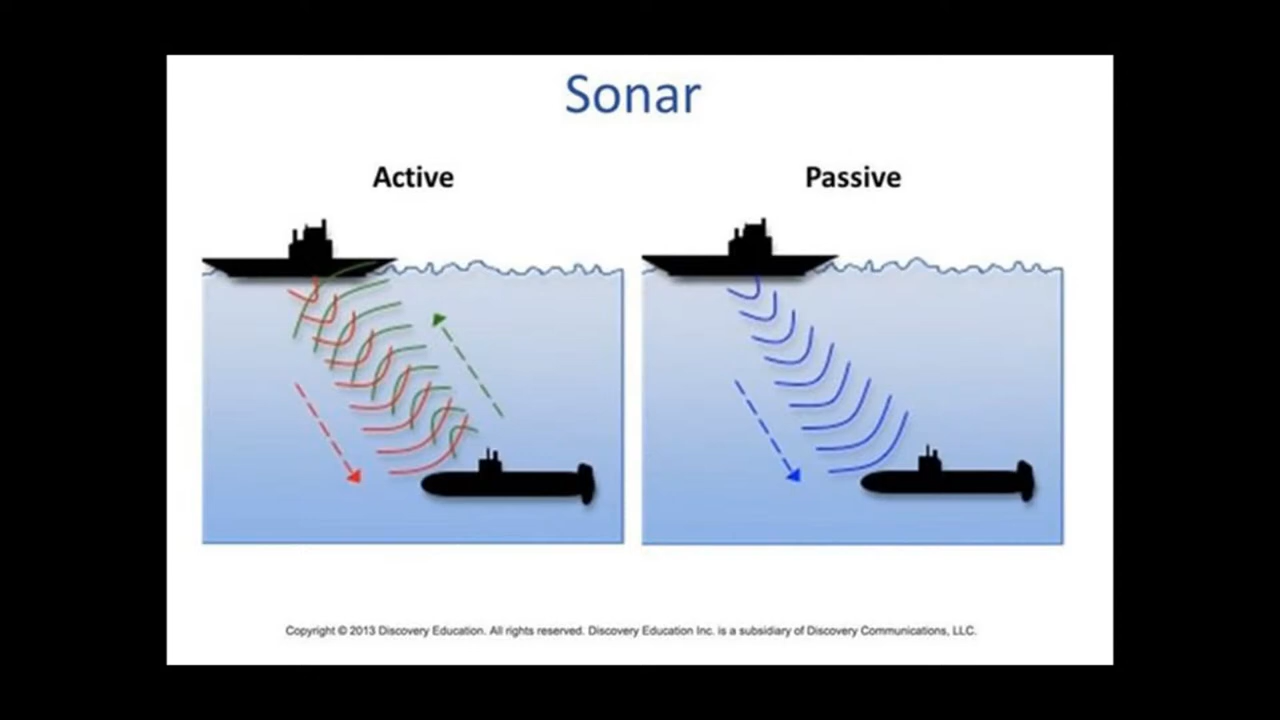 Sonar
Active
Passive
Copyright © 2013 Discovery Education. All rights reserved. Discovery Education Inc. is a subsidiary of Discovery Communications, LLC.